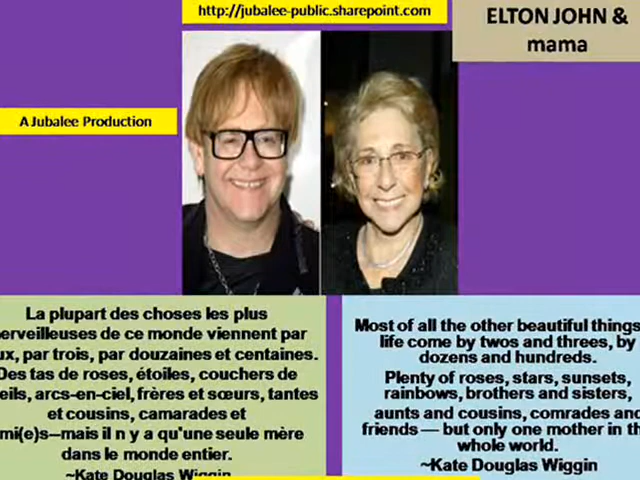 http://jubalee-public.sharepoint.com
ELTON JOHN &
mama
A Jubalee Production
La plupart des choses les plus
erveilleuses de ce monde viennent par
ux, par trois, par douzaines et centaines.
Des tas de roses, étoiles, couchers de
eils, arcs-en-ciel, frères et sœurs, tantes
et cousins, camarades et
mi(e)s--mais il n y a qu'une seule mère
dans le monde entier.
~Kate Douglas Wiggin
Most of all the other beautiful things
life come by twos and threes, by
dozens and hundreds.
Plenty of roses, stars, sunsets,
rainbows, brothers and sisters,
aunts and cousins, comrades and
friends — but only one mother in th
whole world.
~Kate Douglas Wiggin